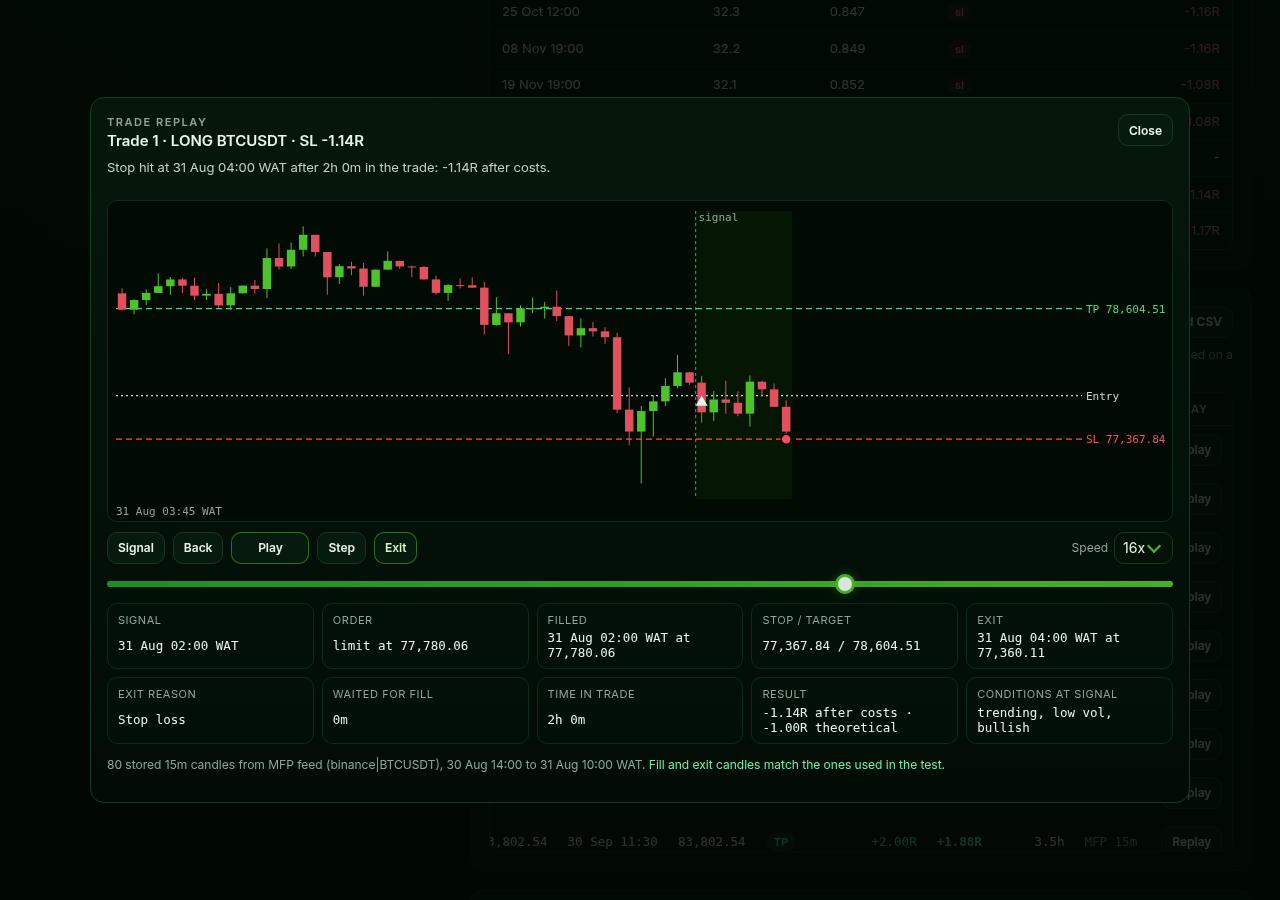 25 Oct 12:00 32.3 0.847 sl -1.16R
08 Nov 19:00 32.2 0.849 sl -1.16R
19 Nov 19:00 32.1 0.852 sl -1.08R
TRADE REPLAY
Trade 1 · LONG BTCUSDT · SL -1.14R
Close
Stop hit at 31 Aug 04:00 WAT after 2h 0m in the trade: -1.14R after costs.
signal
TP 78,604.51
Entry
SL 77,367.84
31 Aug 03:45 WAT
Signal Back Play Step Exit Speed 16x
SIGNAL
31 Aug 02:00 WAT
ORDER
limit at 77,780.06
FILLED
31 Aug 02:00 WAT at
77,780.06
STOP / TARGET
77,367.84 / 78,604.51
EXIT
31 Aug 04:00 WAT at
77,360.11
EXIT REASON
Stop loss
WAITED FOR FILL
0m
TIME IN TRADE
2h 0m
RESULT
-1.14R after costs ·
-1.00R theoretical
CONDITIONS AT SIGNAL
trending, low vol,
bullish
80 stored 15m candles from MFP feed (binance|BTCUSDT), 30 Aug 14:00 to 31 Aug 10:00 WAT. Fill and exit candles match the ones used in the test.
,802.54 30 Sep 11:30 83,802.54 TP +2.00R +1.88R 3.5h MFP 15m Replay